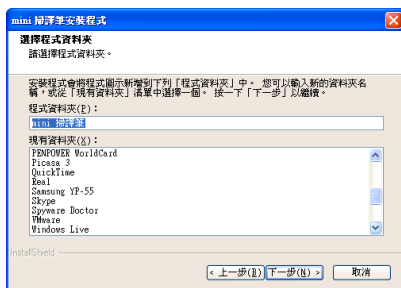 mini 掃譯筆安裝程式
選擇程式資料夾
請選擇程式資料夾。
安裝程式會將程式圖示新增到下列「程式資料夾」中。 您可以輸入新的資料夾名
稱，或從「現有資料夾」清單中選擇一個。 按一下「下一步」以繼續。
程式資料夾(P)：
mini 掃譯筆
現有資料夾(X)：
PENPOWER WorldCard
Picasa 3
QuickTime
Real
Samsung YP-55
Skype
Spyware Doctor
VMware
Windows Live
InstallShield
< 上一步(B) 下一步(N) > 取消